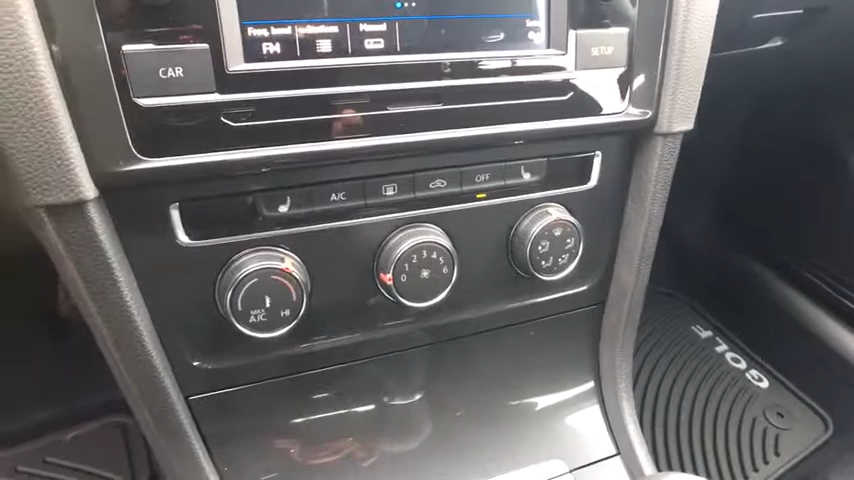 Freq. band Manual
FM
CAR
SETUP
A/C OFF
MAX A/C HI
0 1 2 3 4 5 6
GOLF